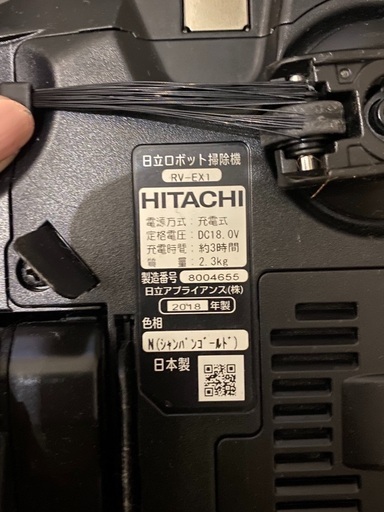 日立ロボット掃除機
RV-EX1
HITACHI
電源方式：充電式
定格電圧：DC18.0V
充電時間：約3時間
質　量：2.3kg
製造番号 8004655
日立アプライアンス(株)
2018 年製
色相
N(シャンパンゴールド)
日本製